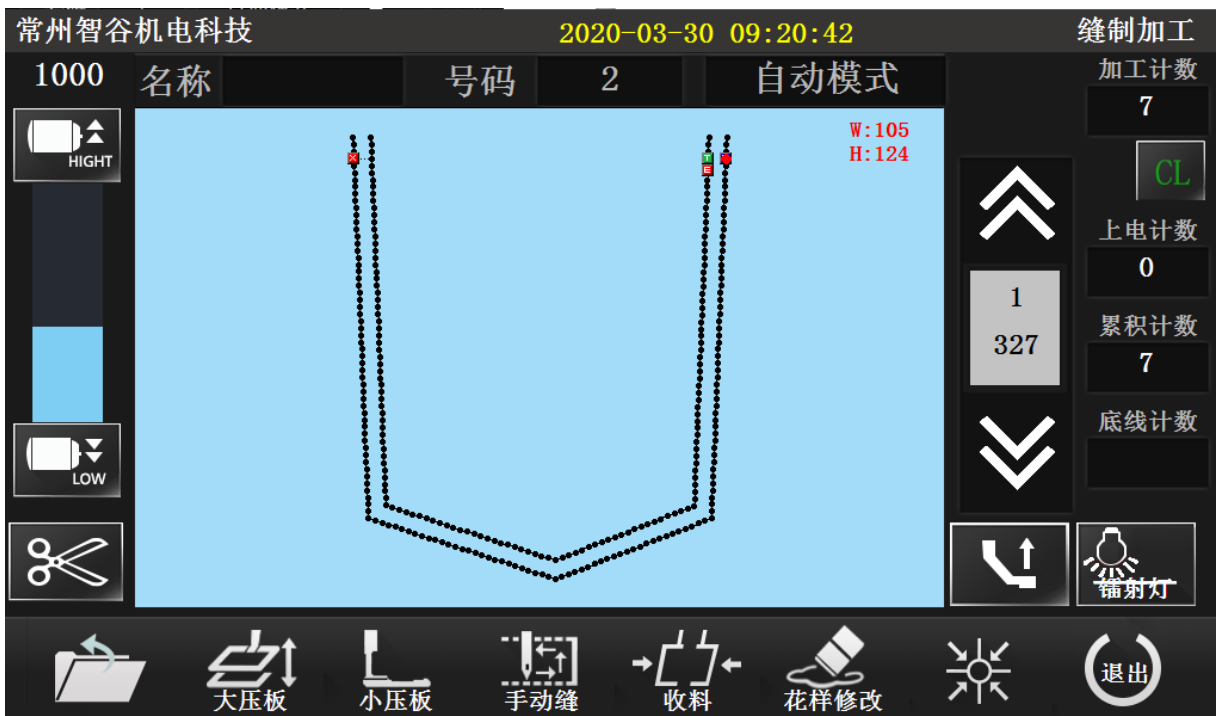 常州智谷机电科技 2020-03-30 09:20:42 缝制加工
1000 名称 号码 2 自动模式 加工计数
7
W:105
H:124
HIGHT
CL
T
E
X
上电计数
0
1
327
累积计数
7
底线计数
LOW
镭射灯
大压板 小压板 手动缝 收料 花样修改 退出